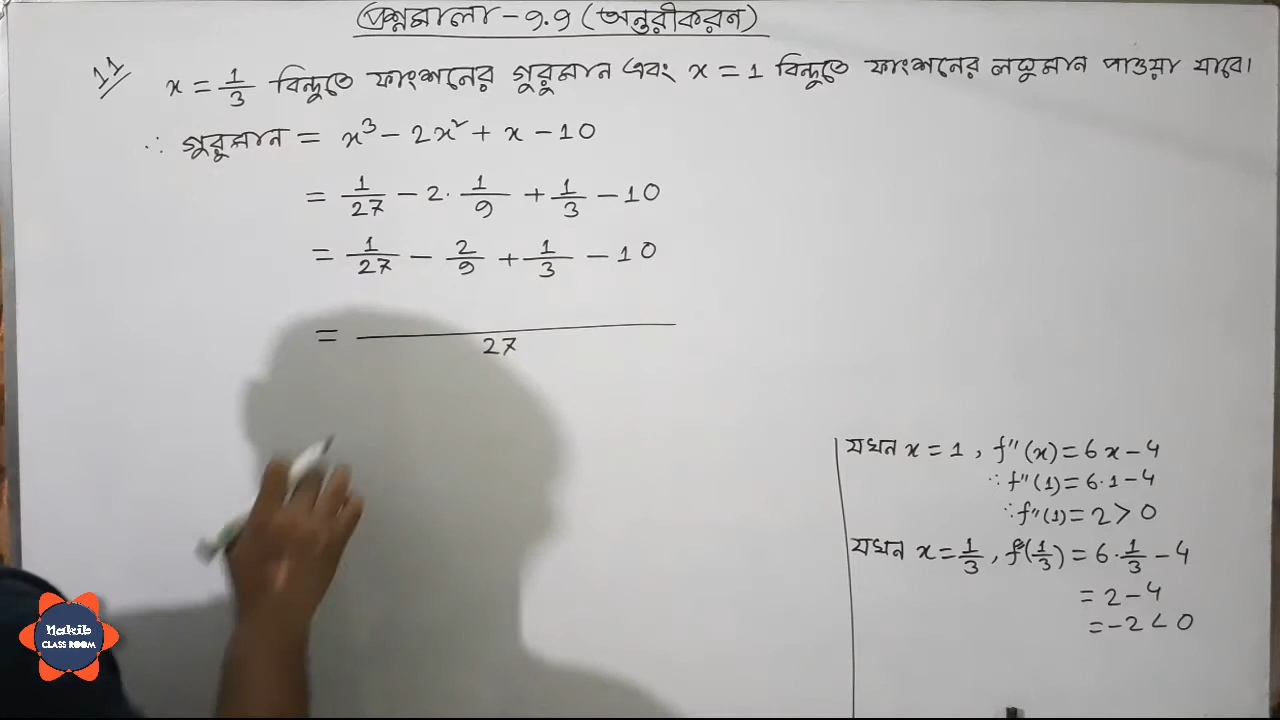 প্রশ্নমালা - ৭.৭ (অন্তরীকরন)
11 x = 1/3 বিন্দুতে ফাংশনের গুরুমান এবং x = 1 বিন্দুতে ফাংশনের লঘুমান পাওয়া যাবে।
∴ গুরুমান = x³ - 2x² + x - 10
= 1/27 - 2 · 1/9 + 1/3 - 10
= 1/27 - 2/9 + 1/3 - 10
= /27
যখন x = 1, f''(x) = 6x - 4
∴ f''(1) = 6·1 - 4
∴ f''(1) = 2 > 0
যখন x = 1/3, f''(1/3) = 6·1/3 - 4
= 2 - 4
= -2 < 0
Nakib
CLASS ROOM